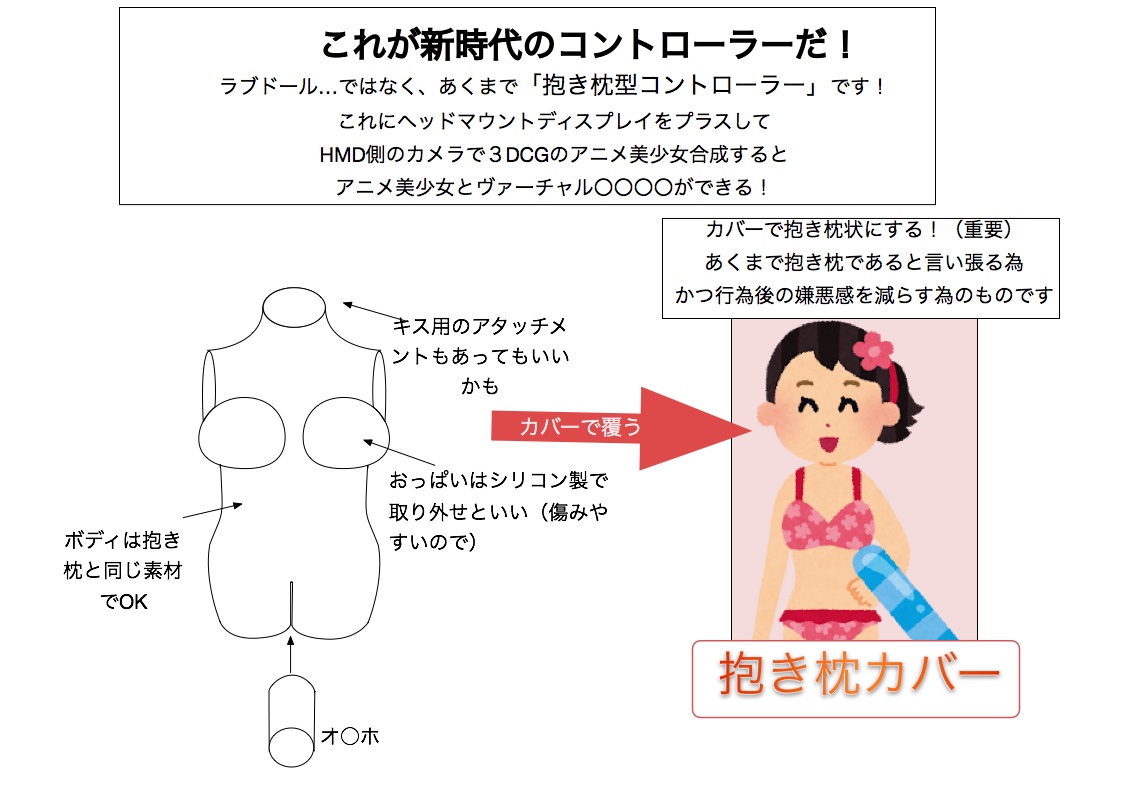 これが新時代のコントローラーだ！
ラブドール…ではなく、あくまで「抱き枕型コントローラー」です！
これにヘッドマウントディスプレイをプラスして
HMD側のカメラで３DCGのアニメ美少女合成すると
アニメ美少女とヴァーチャル〇〇〇〇ができる！
カバーで抱き枕状にする！（重要）
あくまで抱き枕であると言い張る為
かつ行為後の嫌悪感を減らす為のものです
キス用のアタッチメ
ントもあってもいい
かも
カバーで覆う
おっぱいはシリコン製で
取り外せといい（傷みや
すいので）
ボディは抱き
枕と同じ素材
でOK
オ〇ホ
抱き枕カバー